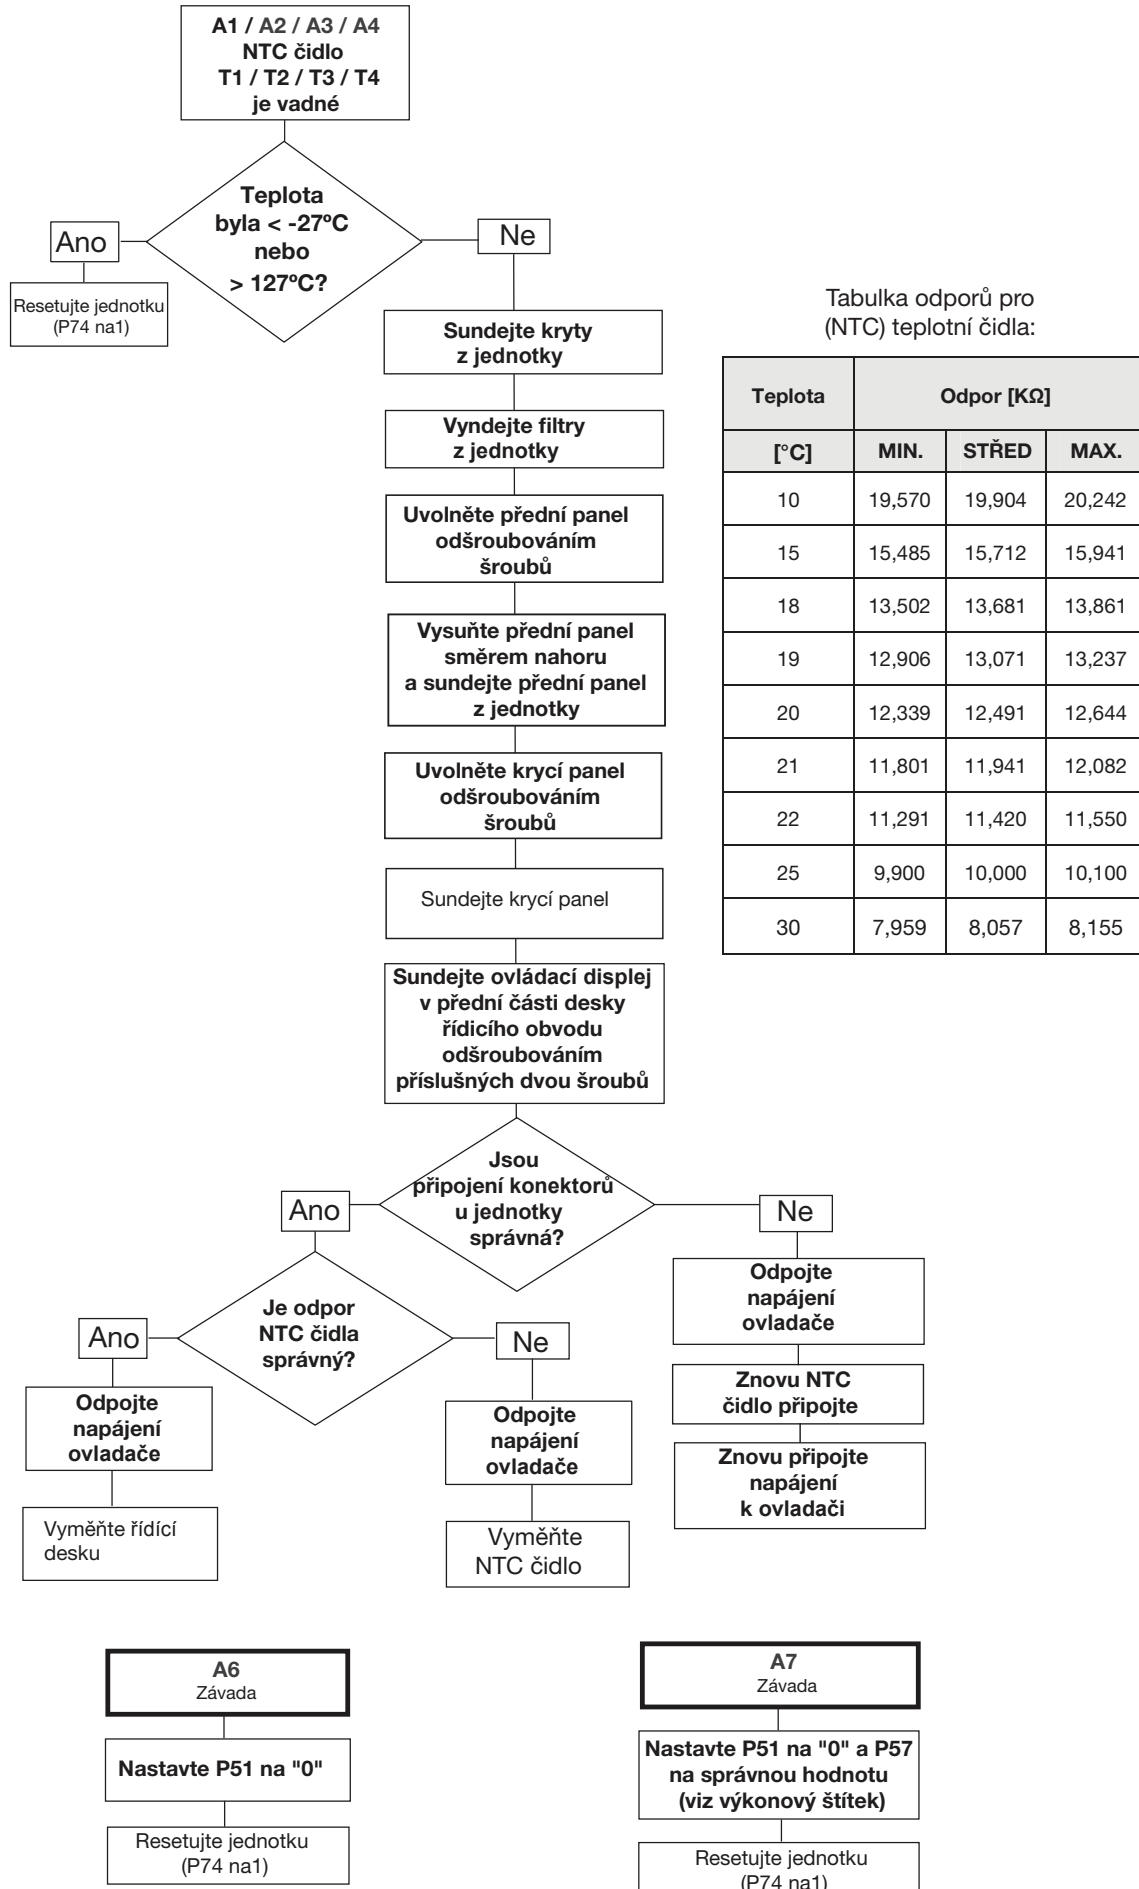 A1 / A2 / A3 / A4
NTC čidlo
T1 / T2 / T3 / T4
je vadné
Teplota
byla < -27ºC
nebo
> 127ºC?
Ano
Ne
Resetujte jednotku
(P74 na1)
Sundejte kryty
z jednotky
Vyndejte filtry
z jednotky
Uvolněte přední panel
odšroubováním
šroubů
Vysuňte přední panel
směrem nahoru
a sundejte přední panel
z jednotky
Uvolněte krycí panel
odšroubováním
šroubů
Sundejte krycí panel
Sundejte ovládací displej
v přední části desky
řídicího obvodu
odšroubováním
příslušných dvou šroubů
Tabulka odporů pro
(NTC) teplotní čidla:
Teplota Odpor [KΩ]
[°C] MIN. STŘED MAX.
10 19,570 19,904 20,242
15 15,485 15,712 15,941
18 13,502 13,681 13,861
19 12,906 13,071 13,237
20 12,339 12,491 12,644
21 11,801 11,941 12,082
22 11,291 11,420 11,550
25 9,900 10,000 10,100
30 7,959 8,057 8,155
Jsou
připojení konektorů
u jednotky
správná?
Ano
Ne
Je odpor
NTC čidla
správný?
Ano
Ne
Odpojte
napájení
ovladače
Vyměňte řídící
desku
Odpojte
napájení
ovladače
Vyměňte
NTC čidlo
Odpojte
napájení
ovladače
Znovu NTC
čidlo připojte
Znovu připojte
napájení
k ovladači
A6
Závada
Nastavte P51 na "0"
Resetujte jednotku
(P74 na1)
A7
Závada
Nastavte P51 na "0" a P57
na správnou hodnotu
(viz výkonový štítek)
Resetujte jednotku
(P74 na1)